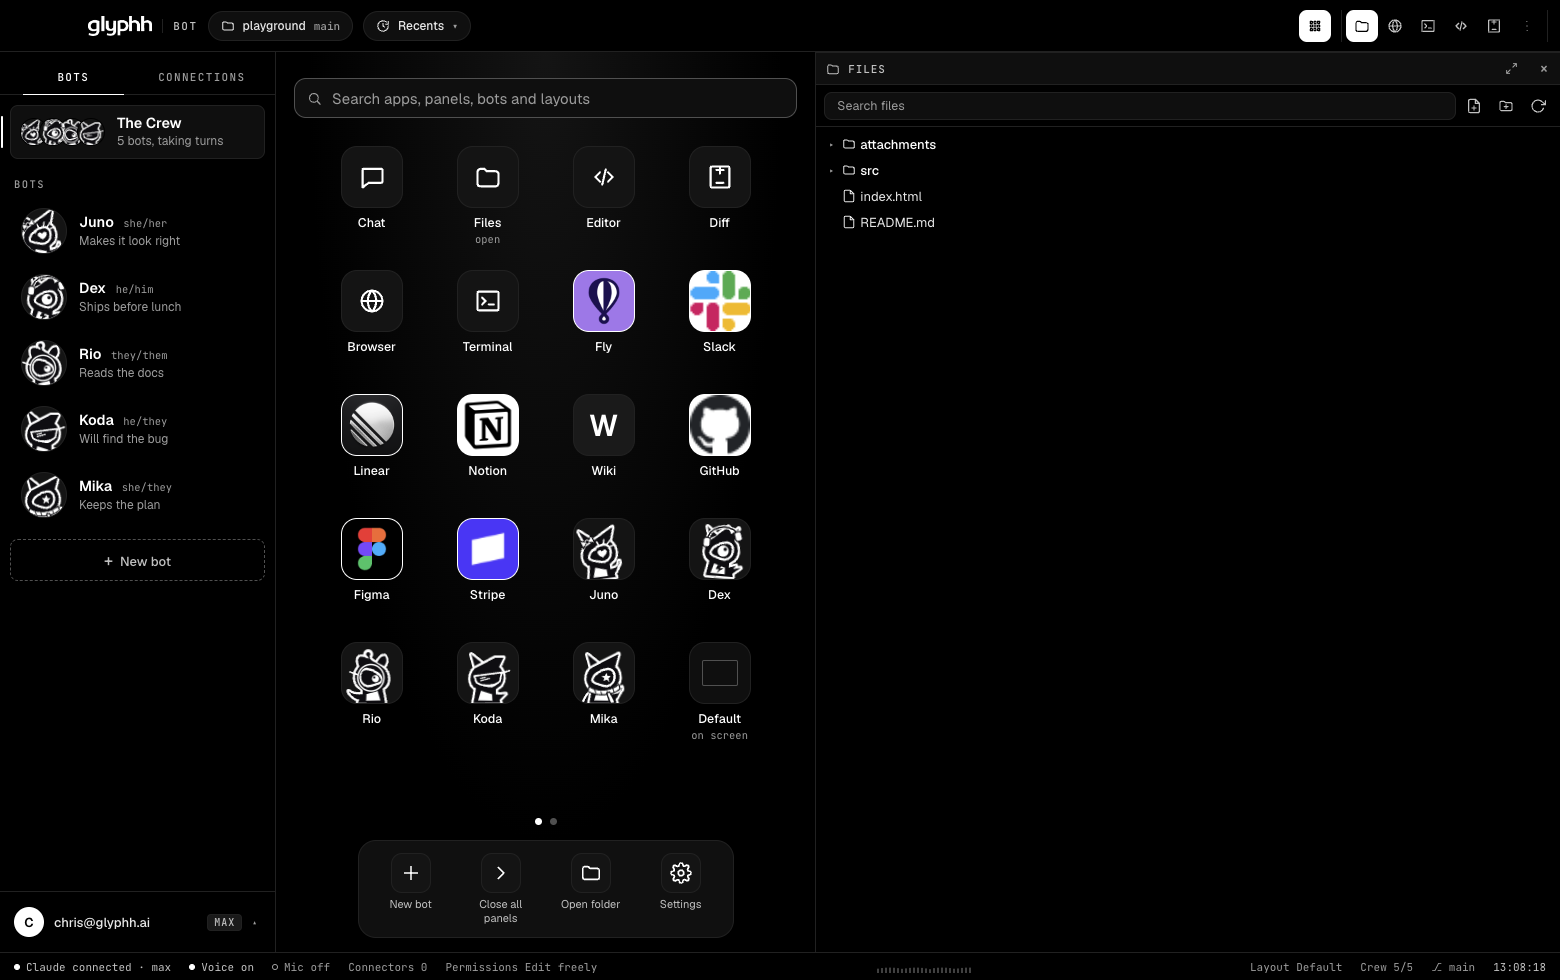 glyphh BOT playground main Recents
BOTS CONNECTIONS
The Crew
5 bots, taking turns
BOTS
Juno she/her
Makes it look right
Dex he/him
Ships before lunch
Rio they/them
Reads the docs
Koda he/they
Will find the bug
Mika she/they
Keeps the plan
+ New bot
C chris@glyphh.ai MAX
Search apps, panels, bots and layouts
Chat Files Editor Diff
open
Browser Terminal Fly Slack
N W
Linear Notion Wiki GitHub
Figma Stripe Juno Dex
Rio Koda Mika Default
on screen
New bot Close all panels Open folder Settings
FILES
Search files
attachments
src
index.html
README.md
Claude connected · max Voice on Mic off Connectors 0 Permissions Edit freely Layout Default Crew 5/5 main 13:08:18